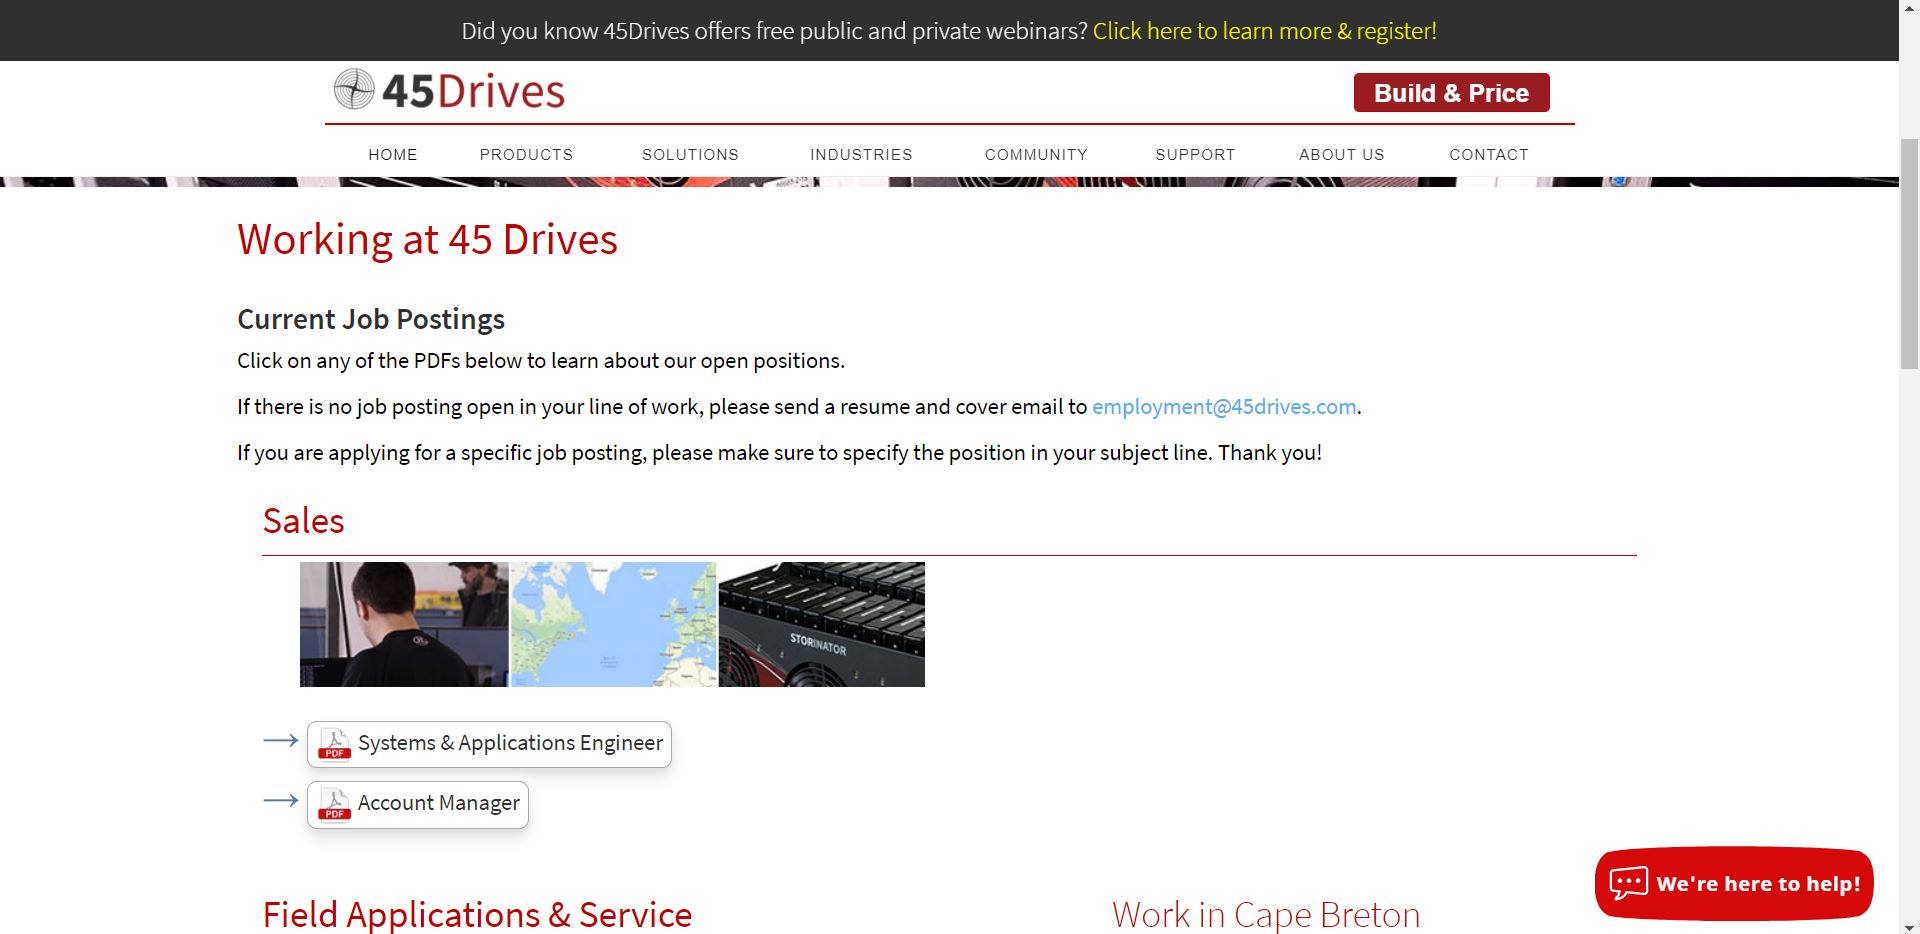 Did you know 45Drives offers free public and private webinars? Click here to learn more & register!
45Drives
Build & Price
HOME PRODUCTS SOLUTIONS INDUSTRIES COMMUNITY SUPPORT ABOUT US CONTACT
Working at 45 Drives
Current Job Postings
Click on any of the PDFs below to learn about our open positions.
If there is no job posting open in your line of work, please send a resume and cover email to employment@45drives.com.
If you are applying for a specific job posting, please make sure to specify the position in your subject line. Thank you!
Sales
STORINATOR
PDF Systems & Applications Engineer
PDF Account Manager
We're here to help!
Field Applications & Service
Work in Cape Breton